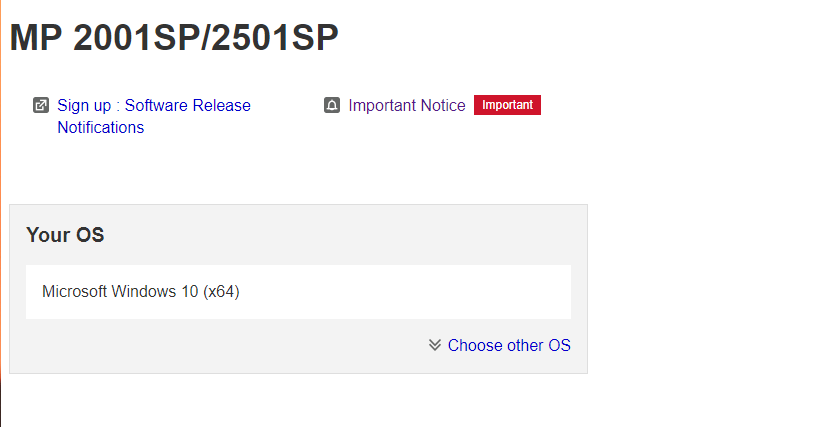 MP 2001SP/2501SP
Sign up : Software Release
Notifications
Important Notice Important
Your OS
Microsoft Windows 10 (x64)
Choose other OS